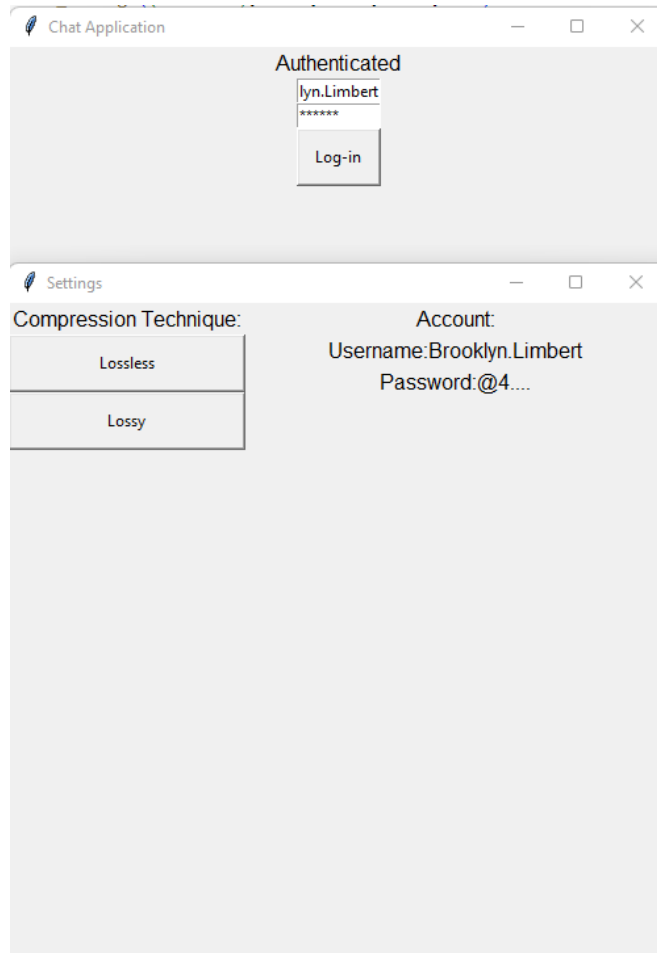 Chat Application
Authenticated
lyn.Limbert
******
Log-in
Settings
Compression Technique:
Lossless
Lossy
Account:
Username:Brooklyn.Limbert
Password:@4....